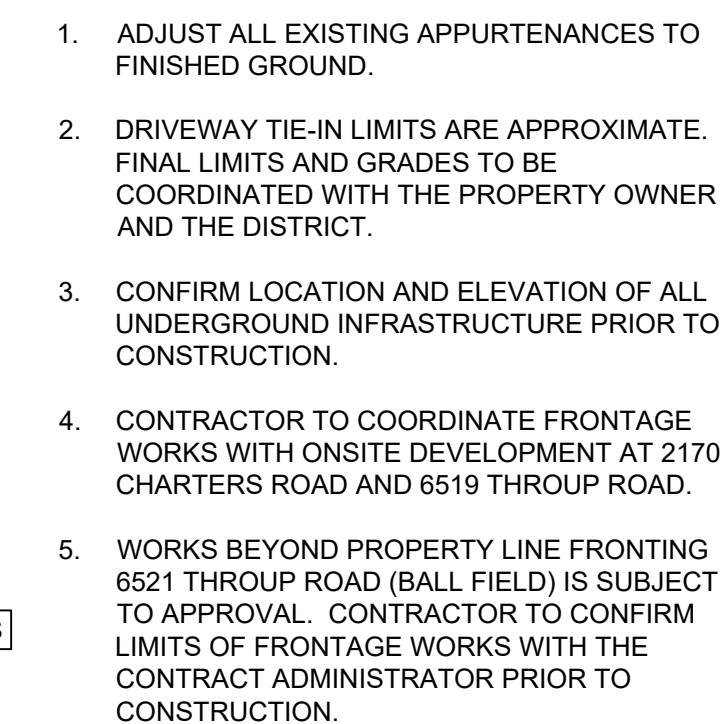 1. ADJUST ALL EXISTING APPURTENANCES TO
FINISHED GROUND.
2. DRIVEWAY TIE-IN LIMITS ARE APPROXIMATE.
FINAL LIMITS AND GRADES TO BE
COORDINATED WITH THE PROPERTY OWNER
AND THE DISTRICT.
3. CONFIRM LOCATION AND ELEVATION OF ALL
UNDERGROUND INFRASTRUCTURE PRIOR TO
CONSTRUCTION.
4. CONTRACTOR TO COORDINATE FRONTAGE
WORKS WITH ONSITE DEVELOPMENT AT 2170
CHARTERS ROAD AND 6519 THROUP ROAD.
5. WORKS BEYOND PROPERTY LINE FRONTING
6521 THROUP ROAD (BALL FIELD) IS SUBJECT
TO APPROVAL. CONTRACTOR TO CONFIRM
LIMITS OF FRONTAGE WORKS WITH THE
CONTRACT ADMINISTRATOR PRIOR TO
CONSTRUCTION.